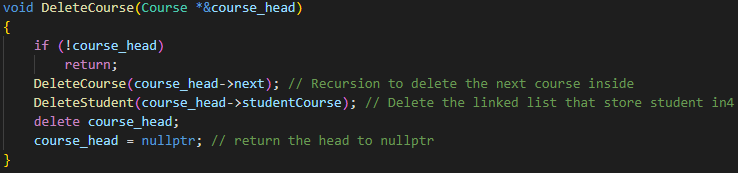 void DeleteCourse(Course *&course_head)
{
    if (!course_head)
        return;
    DeleteCourse(course_head->next); // Recursion to delete the next course inside
    DeleteStudent(course_head->studentCourse); // Delete the linked list that store student in4
    delete course_head;
    course_head = nullptr; // return the head to nullptr
}